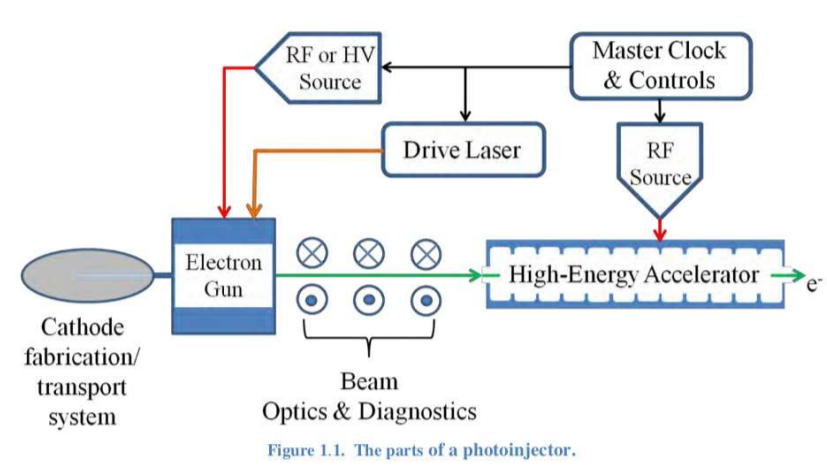 RF or HV
Source
Master Clock
& Controls
Drive Laser
RF
Source
Electron
Gun
High-Energy Accelerator
e-
Cathode
fabrication/
transport
system
Beam
Optics & Diagnostics
Figure 1.1. The parts of a photoinjector.